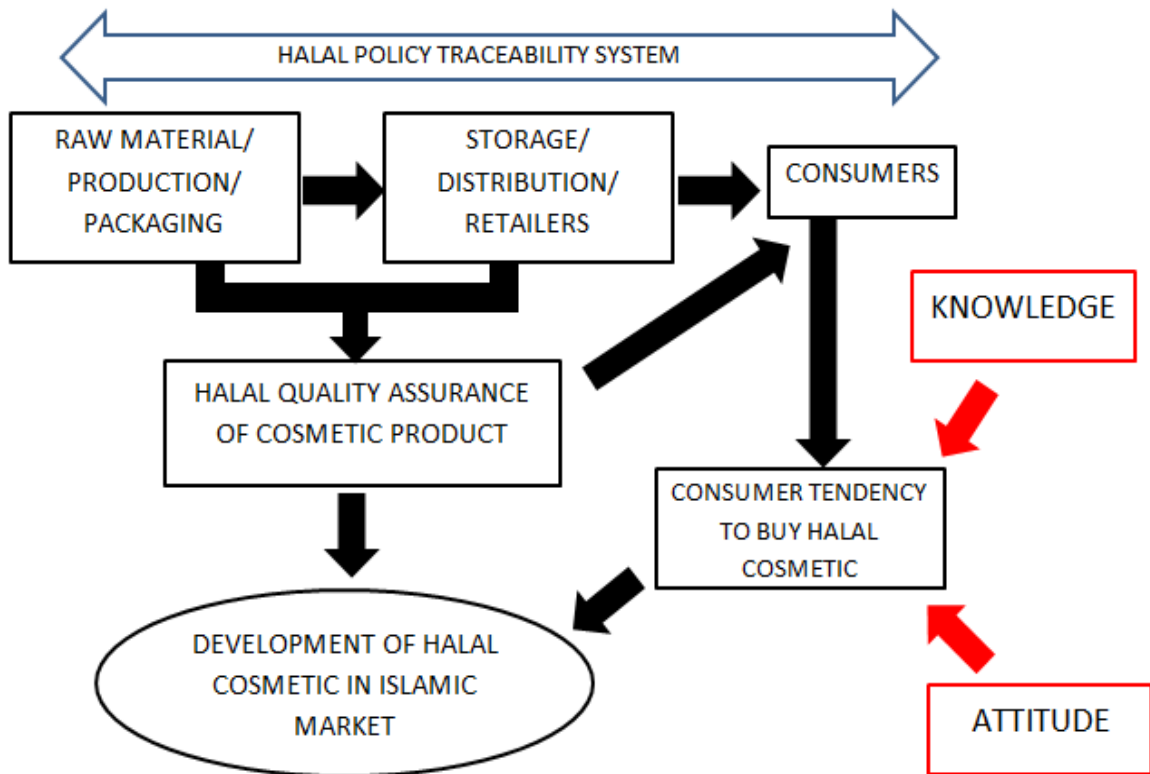 HALAL POLICY TRACEABILITY SYSTEM
RAW MATERIAL/
PRODUCTION/
PACKAGING
STORAGE/
DISTRIBUTION/
RETAILERS
CONSUMERS
KNOWLEDGE
HALAL QUALITY ASSURANCE
OF COSMETIC PRODUCT
CONSUMER TENDENCY
TO BUY HALAL
COSMETIC
DEVELOPMENT OF HALAL
COSMETIC IN ISLAMIC
MARKET
ATTITUDE